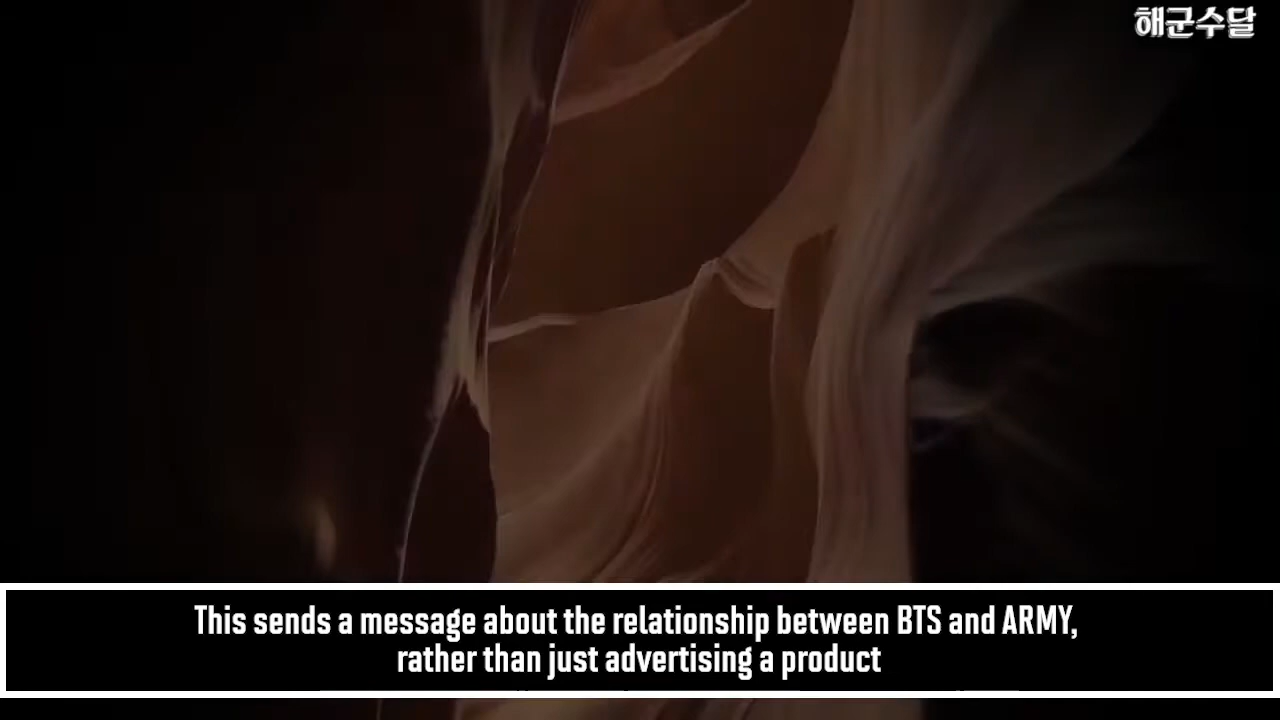 해군수달
This sends a message about the relationship between BTS and ARMY,
rather than just advertising a product